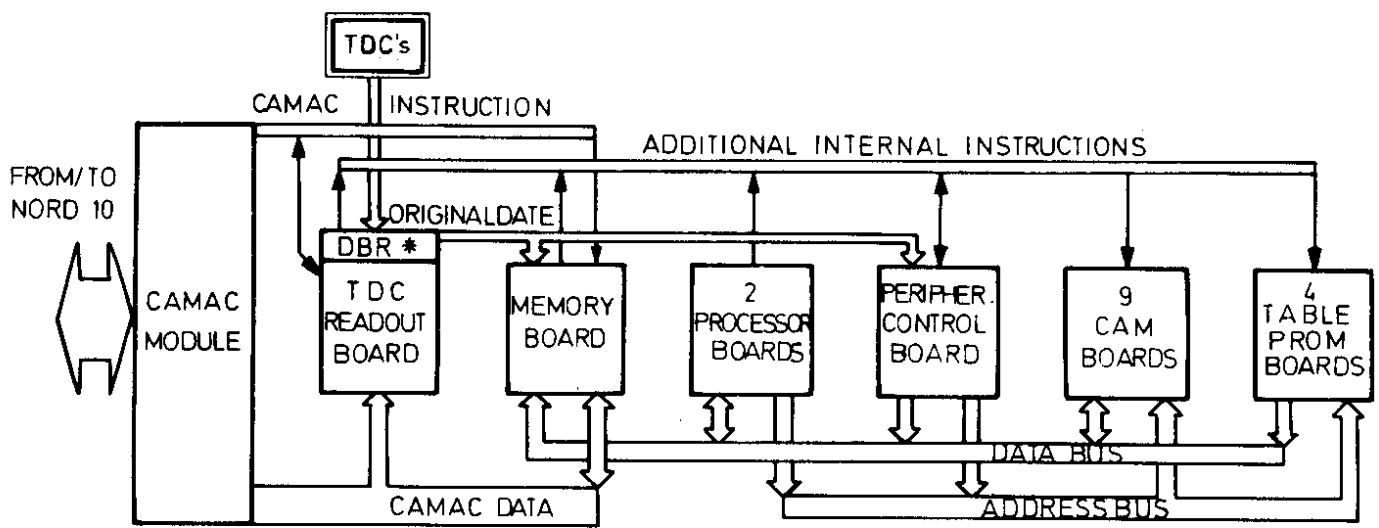 TDC's
CAMAC INSTRUCTION
ADDITIONAL INTERNAL INSTRUCTIONS
FROM/TO
NORD 10
ORIGINALDATE
DBR *
CAMAC
MODULE
TDC
READOUT
BOARD
MEMORY
BOARD
2
PROCESSOR
BOARDS
PERIPHER.
CONTROL
BOARD
9
CAM
BOARDS
4
TABLE
PROM
BOARDS
DATA BUS
CAMAC DATA
ADDRESS BUS